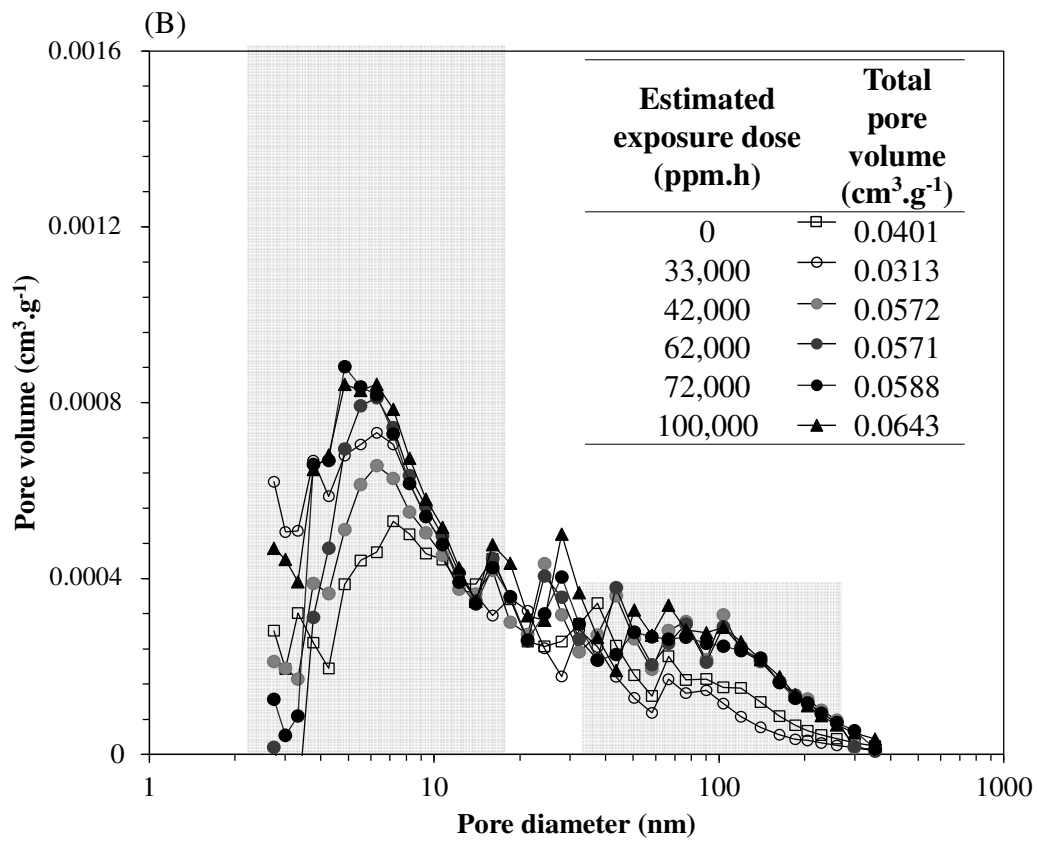 (B)
0.0016
0.0012
0.0008
0.0004
0
Pore volume (cm³.g⁻¹)
Estimated exposure dose (ppm.h) Total pore volume (cm³.g⁻¹)
0 0.0401
33,000 0.0313
42,000 0.0572
62,000 0.0571
72,000 0.0588
100,000 0.0643
1 10 100 1000
Pore diameter (nm)